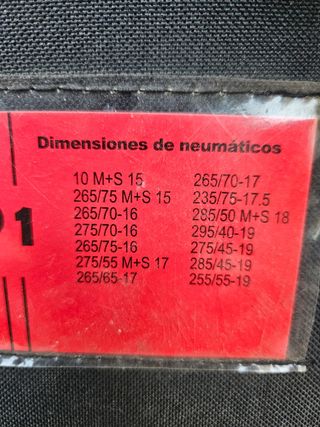 Dimensiones de neumáticos
10 M+S 15
265/75 M+S 15
265/70-16
275/70-16
265/75-16
275/55 M+S 17
265/65-17
265/70-17
235/75-17.5
285/50 M+S 18
295/40-19
275/45-19
285/45-19
255/55-19
1